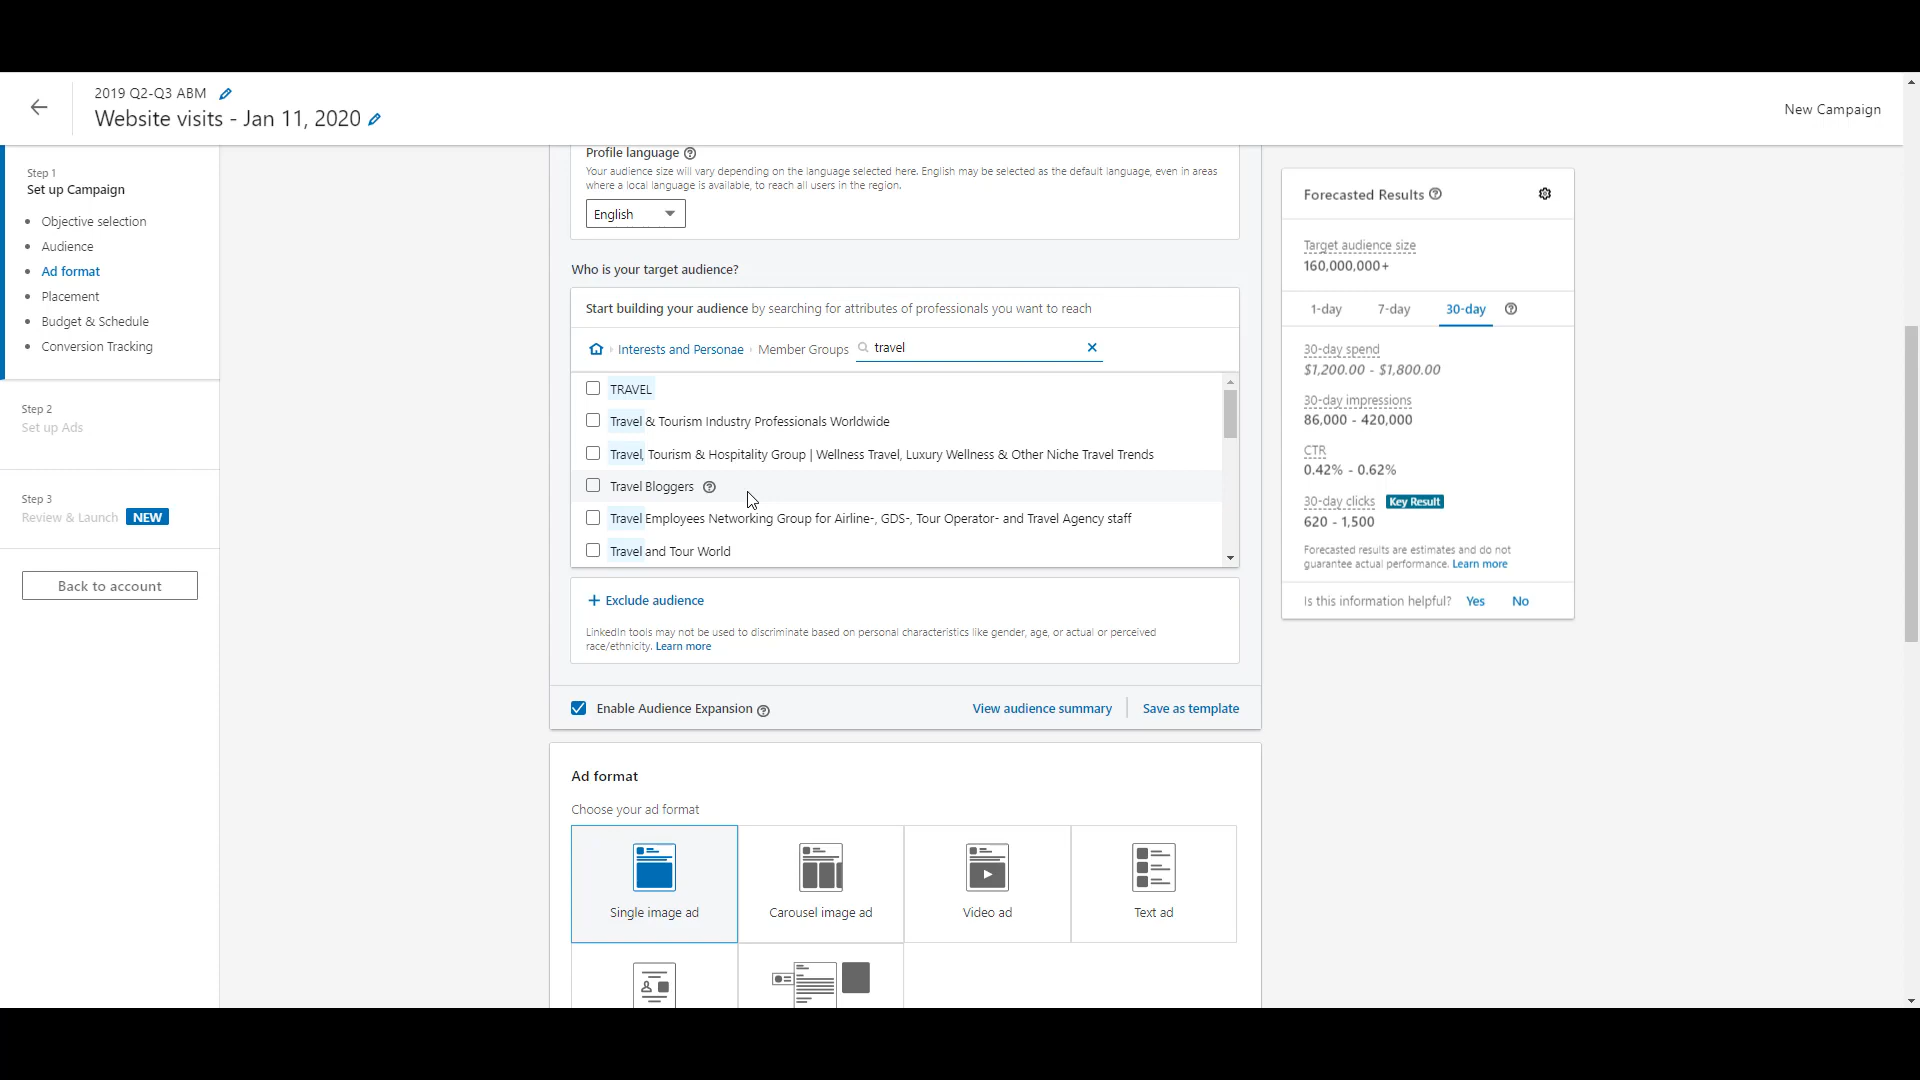 2019 Q2-Q3 ABM
Website visits - Jan 11, 2020
New Campaign
Step 1
Set up Campaign
Objective selection
Audience
Ad format
Placement
Budget & Schedule
Conversion Tracking
Step 2
Set up Ads
Step 3
Review & Launch NEW
Back to account
Profile language
Your audience size will vary depending on the language selected here. English may be selected as the default language, even in areas
where a local language is available, to reach all users in the region.
English
Who is your target audience?
Start building your audience by searching for attributes of professionals you want to reach
Interests and Personae Member Groups travel
TRAVEL
Travel & Tourism Industry Professionals Worldwide
Travel, Tourism & Hospitality Group | Wellness Travel, Luxury Wellness & Other Niche Travel Trends
Travel Bloggers
Travel Employees Networking Group for Airline-, GDS-, Tour Operator- and Travel Agency staff
Travel and Tour World
+ Exclude audience
LinkedIn tools may not be used to discriminate based on personal characteristics like gender, age, or actual or perceived
race/ethnicity. Learn more
Enable Audience Expansion
View audience summary
Save as template
Ad format
Choose your ad format
Single image ad
Carousel image ad
Video ad
Text ad
Forecasted Results
Target audience size
160,000,000+
1-day 7-day 30-day
30-day spend
$1,200.00 - $1,800.00
30-day impressions
86,000 - 420,000
CTR
0.42% - 0.62%
30-day clicks Key Result
620 - 1,500
Forecasted results are estimates and do not
guarantee actual performance. Learn more
Is this information helpful? Yes No